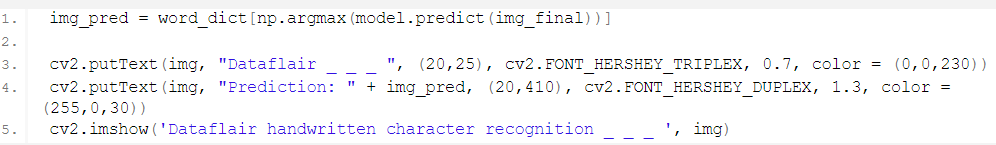 1. img_pred = word_dict[np.argmax(model.predict(img_final))]
2.
3. cv2.putText(img, "Dataflair _ _ _ ", (20,25), cv2.FONT_HERSHEY_TRIPLEX, 0.7, color = (0,0,230))
4. cv2.putText(img, "Prediction: " + img_pred, (20,410), cv2.FONT_HERSHEY_DUPLEX, 1.3, color =
(255,0,30))
5. cv2.imshow('Dataflair handwritten character recognition _ _ _ ', img)